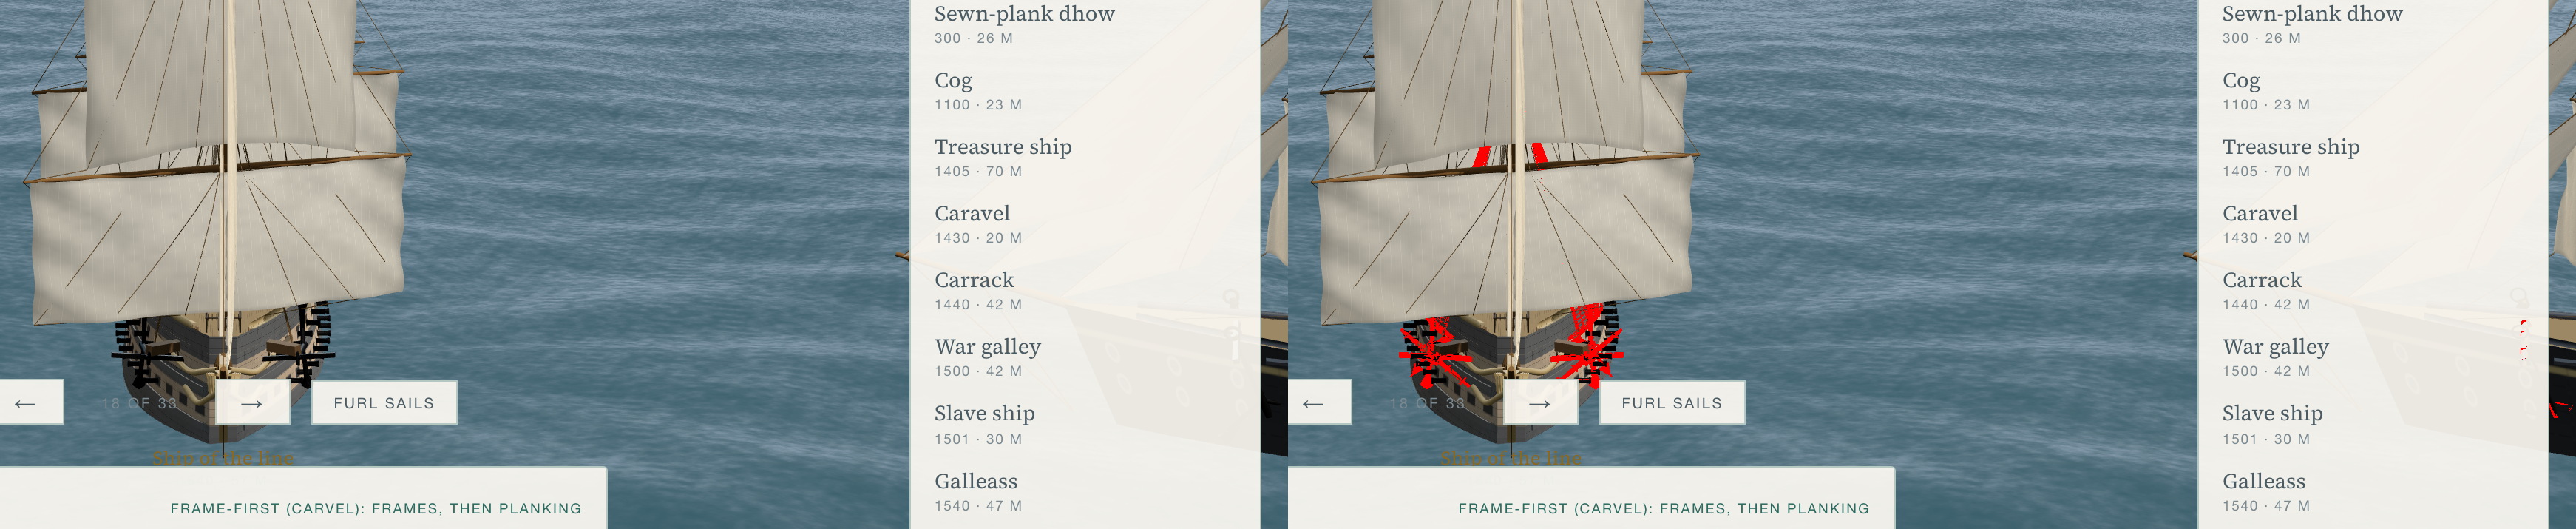 Sewn-plank dhow
300 · 26 M
Cog
1100 · 23 M
Treasure ship
1405 · 70 M
Caravel
1430 · 20 M
Carrack
1440 · 42 M
War galley
1500 · 42 M
Slave ship
1501 · 30 M
Galleass
1540 · 47 M
←
18 OF 33
→
FURL SAILS
Ship of the line
FRAME-FIRST (CARVEL): FRAMES, THEN PLANKING
Sewn-plank dhow
300 · 26 M
Cog
1100 · 23 M
Treasure ship
1405 · 70 M
Caravel
1430 · 20 M
Carrack
1440 · 42 M
War galley
1500 · 42 M
Slave ship
1501 · 30 M
Galleass
1540 · 47 M
←
18 OF 33
→
FURL SAILS
Ship of the line
FRAME-FIRST (CARVEL): FRAMES, THEN PLANKING